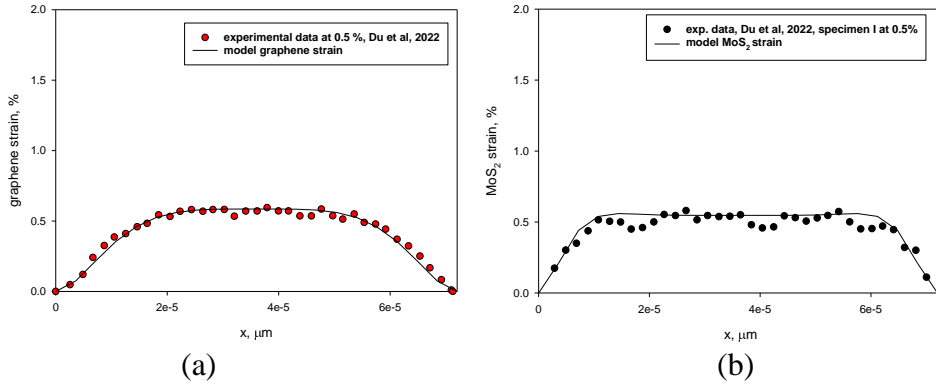 experimental data at 0.5 %, Du et al, 2022
model graphene strain
graphene strain, %
2.0
1.5
1.0
0.5
0.0
0 2e-5 4e-5 6e-5
x, μm
(a)
exp. data, Du et al, 2022, specimen I at 0.5%
model MoS₂ strain
MoS₂ strain, %
2.0
1.5
1.0
0.5
0.0
0 2e-5 4e-5 6e-5
x, μm
(b)